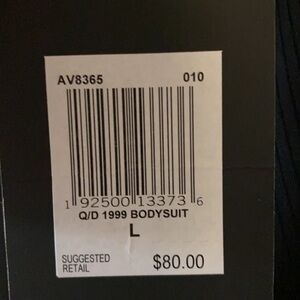 AV8365 010
1 92500 13373 6
Q/D 1999 BODYSUIT
L
SUGGESTED
RETAIL $80.00